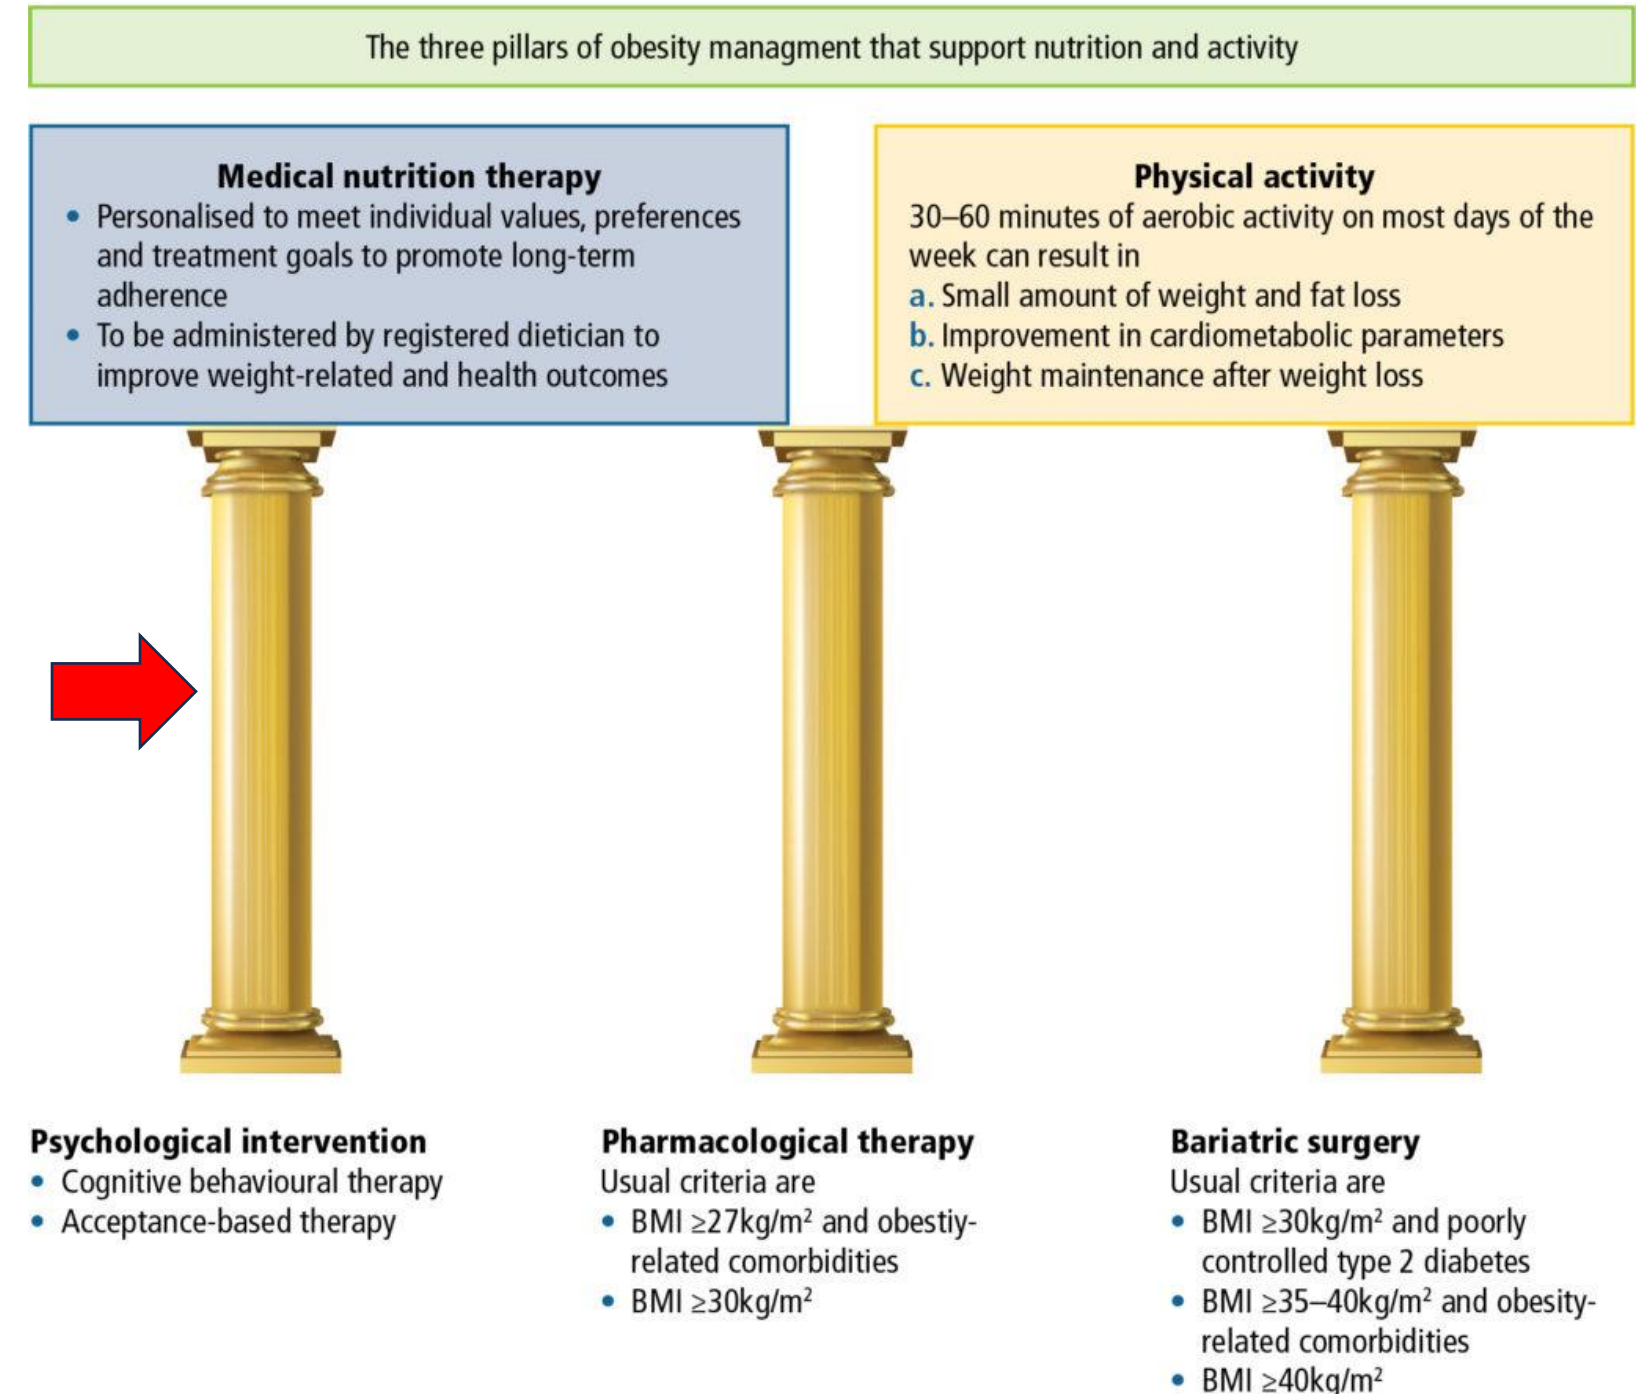 The three pillars of obesity managment that support nutrition and activity
Medical nutrition therapy
• Personalised to meet individual values, preferences
and treatment goals to promote long-term
adherence
• To be administered by registered dietician to
improve weight-related and health outcomes
Physical activity
30–60 minutes of aerobic activity on most days of the
week can result in
a. Small amount of weight and fat loss
b. Improvement in cardiometabolic parameters
c. Weight maintenance after weight loss
Psychological intervention
• Cognitive behavioural therapy
• Acceptance-based therapy
Pharmacological therapy
Usual criteria are
• BMI ≥27kg/m² and obestiy-
related comorbidities
• BMI ≥30kg/m²
Bariatric surgery
Usual criteria are
• BMI ≥30kg/m² and poorly
controlled type 2 diabetes
• BMI ≥35–40kg/m² and obesity-
related comorbidities
• BMI ≥40kg/m²